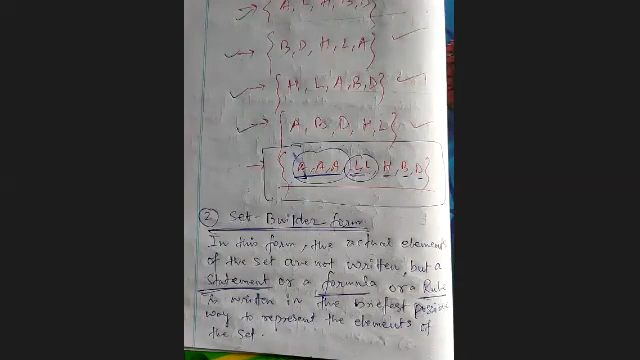 {A, L, H, B, D}
{B, D, H, L, A}
{H, L, A, B, D}
{A, B, D, H, L}
{A, A, A, L, L, H, B, D}
2 Set-Builder form
In this form, the actual elements
of the set are not written, but a
statement or a formula or a Rule
is written in the briefest possible
way to represent the elements of
the set.